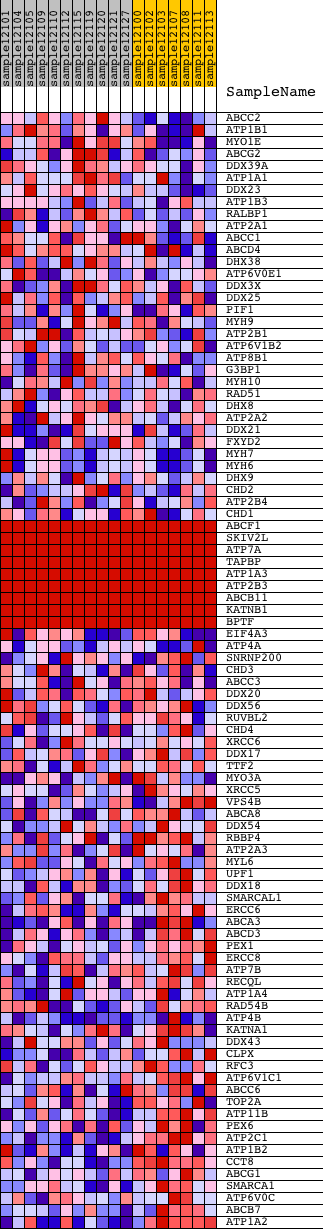 sample12101
sample12104
sample12105
sample12109
sample12110
sample12112
sample12115
sample12119
sample12120
sample12121
sample12127
sample12100
sample12102
sample12103
sample12107
sample12108
sample12111
sample12113
SampleName
ABCC2
ATP1B1
MYO1E
ABCG2
DDX39A
ATP1A1
DDX23
ATP1B3
RALBP1
ATP2A1
ABCC1
ABCD4
DHX38
ATP6V0E1
DDX3X
DDX25
PIF1
MYH9
ATP2B1
ATP6V1B2
ATP8B1
G3BP1
MYH10
RAD51
DHX8
ATP2A2
DDX21
FXYD2
MYH7
MYH6
DHX9
CHD2
ATP2B4
CHD1
ABCF1
SKIV2L
ATP7A
TAPBP
ATP1A3
ATP2B3
ABCB11
KATNB1
BPTF
EIF4A3
ATP4A
SNRNP200
CHD3
ABCC3
DDX20
DDX56
RUVBL2
CHD4
XRCC6
DDX17
TTF2
MYO3A
XRCC5
VPS4B
ABCA8
DDX54
RBBP4
ATP2A3
MYL6
UPF1
DDX18
SMARCAL1
ERCC6
ABCA3
ABCD3
PEX1
ERCC8
ATP7B
RECQL
ATP1A4
RAD54B
ATP4B
KATNA1
DDX43
CLPX
RFC3
ATP6V1C1
ABCC6
TOP2A
ATP11B
PEX6
ATP2C1
ATP1B2
CCT8
ABCG1
SMARCA1
ATP6V0C
ABCB7
ATP1A2